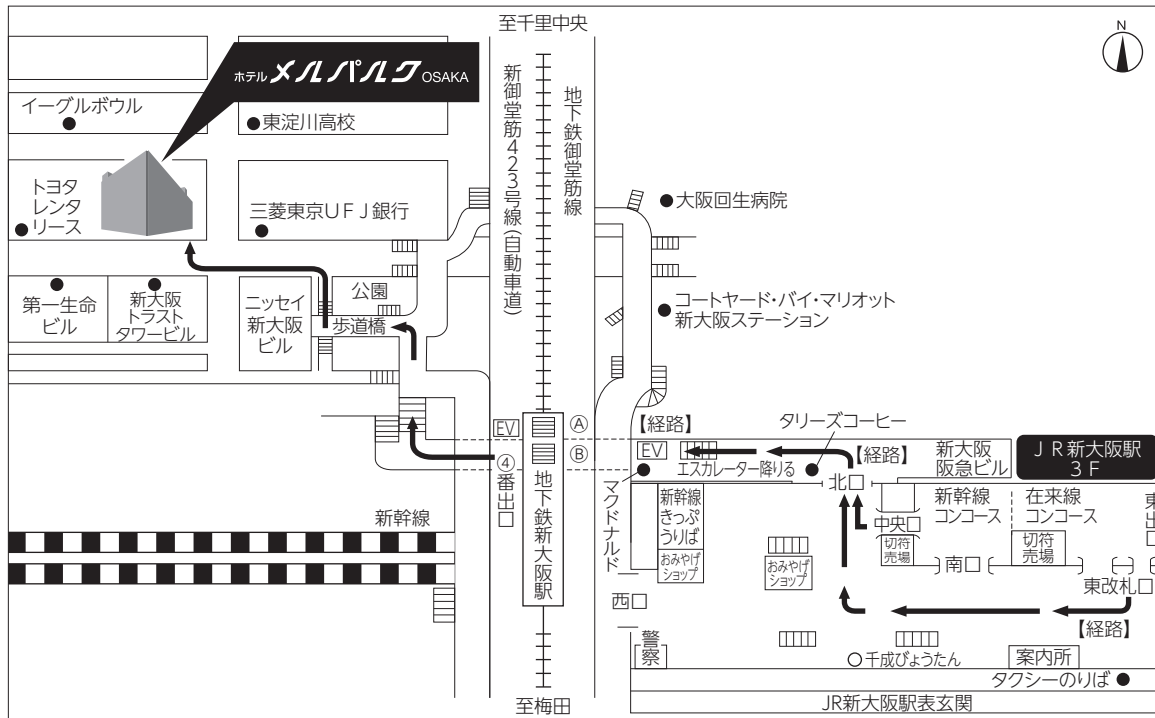 至千里中央
N
ホテル メルパルク OSAKA
イーグルボウル
東淀川高校
新御堂筋423号線(自動車道)
地下鉄御堂筋線
トヨタ
レンタ
リース
三菱東京UFJ銀行
大阪回生病院
第一生命
ビル
新大阪
トラスト
タワービル
ニッセイ
新大阪
ビル
公園
歩道橋
コートヤード・バイ・マリオット
新大阪ステーション
EV
Ⓐ
Ⓑ
④番出口
地下鉄新大阪駅
【経路】
タリーズコーヒー
EV
エスカレーター降りる
【経路】
新大阪
阪急ビル
JR新大阪駅
3F
マクドナルド
北口
新幹線
きっぷ
うりば
おみやげ
ショップ
おみやげ
ショップ
中央口
切符
売場
新幹線
コンコース
在来線
コンコース
切符
売場
東出口
南口
東改札口
新幹線
西口
【経路】
警察
千成びょうたん
案内所
タクシーのりば
至梅田
JR新大阪駅表玄関